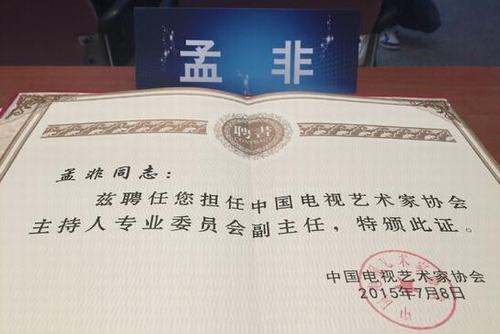 孟 非
聘書
孟非同志：
兹聘任您担任中国电视艺术家协会
主持人专业委员会副主任，特颁此证。
中国电视艺术家协会
2015年7月8日